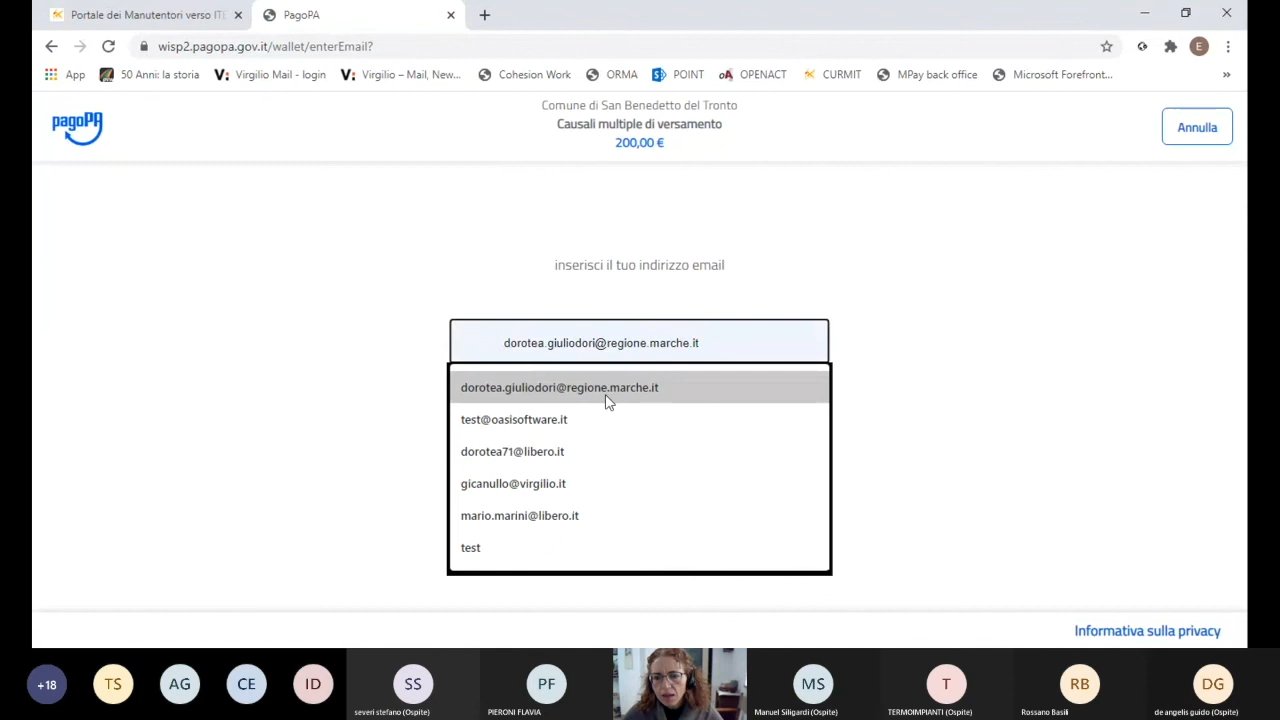 Portale dei Manutentori verso ITE
PagoPA
wisp2.pagopa.gov.it/wallet/enterEmail?
E
App
50 Anni: la storia
Virgilio Mail - login
Virgilio – Mail, New...
Cohesion Work
ORMA
POINT
OPENACT
CURMIT
MPay back office
Microsoft Forefront...
»
pagoPA
Comune di San Benedetto del Tronto
Causali multiple di versamento
200,00 €
Annulla
inserisci il tuo indirizzo email
dorotea.giuliodori@regione.marche.it
dorotea.giuliodori@regione.marche.it
test@oasisoftware.it
dorotea71@libero.it
gicanullo@virgilio.it
mario.marini@libero.it
test
Informativa sulla privacy
+18
TS
AG
CE
ID
SS
severi stefano (Ospite)
PF
PIERONI FLAVIA
MS
Manuel Siligardi (Ospite)
T
TERMOIMPIANTI (Ospite)
RB
Rossano Basili
DG
de angelis guido (Ospite)